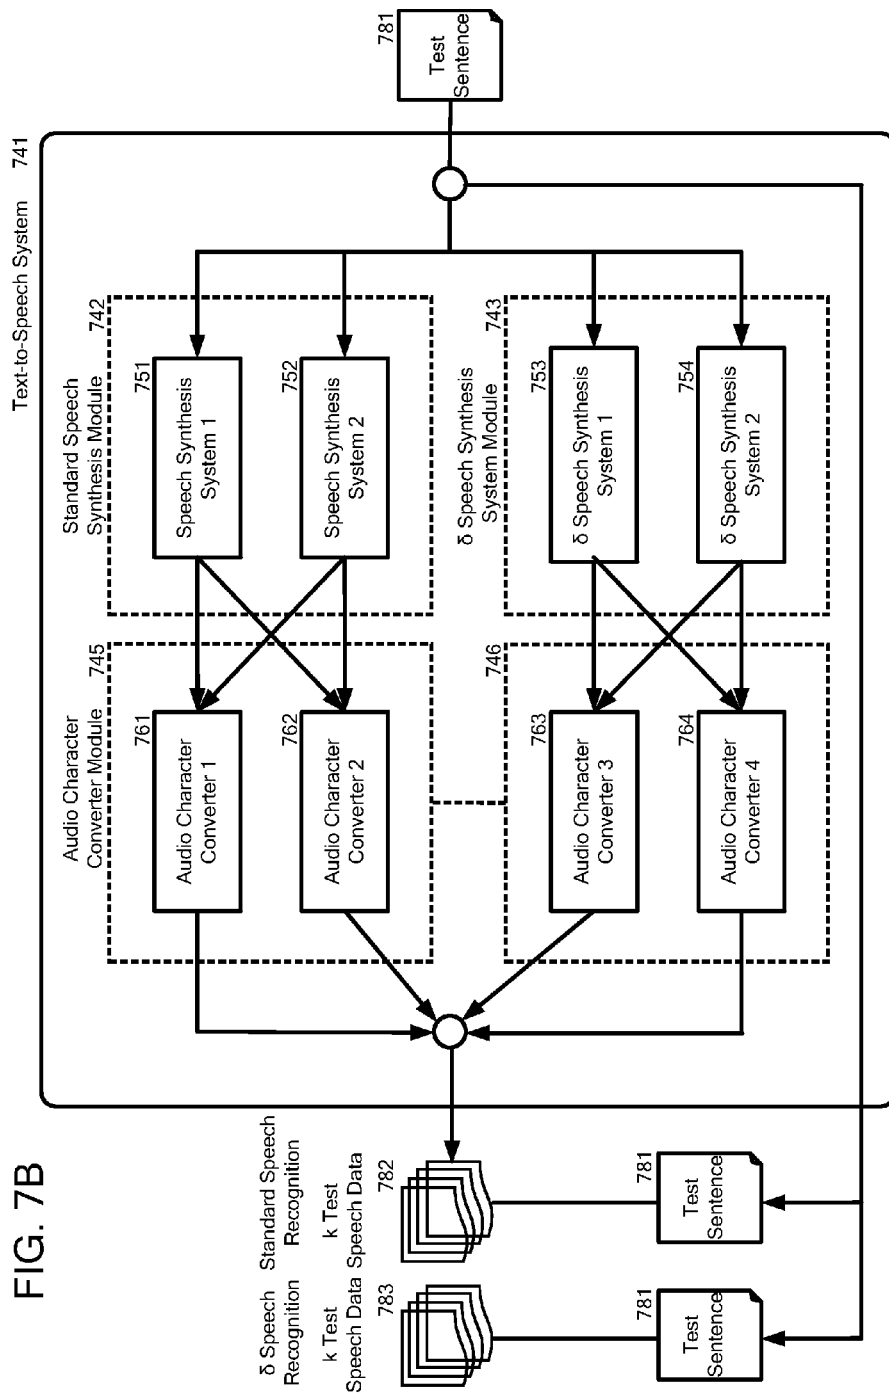 FIG. 7B
Text-to-Speech System
741
Test
Sentence
781
Standard Speech
Synthesis Module
742
Speech Synthesis
System 1
751
Speech Synthesis
System 2
752
δ Speech Synthesis
System Module
743
δ Speech Synthesis
System 1
753
δ Speech Synthesis
System 2
754
Audio Character
Converter Module
745
Audio Character
Converter 1
761
Audio Character
Converter 2
762
746
Audio Character
Converter 3
763
Audio Character
Converter 4
764
Standard Speech
Recognition
k Test
Speech Data
782
Test
Sentence
781
δ Speech
Recognition
k Test
Speech Data
783
Test
Sentence
781